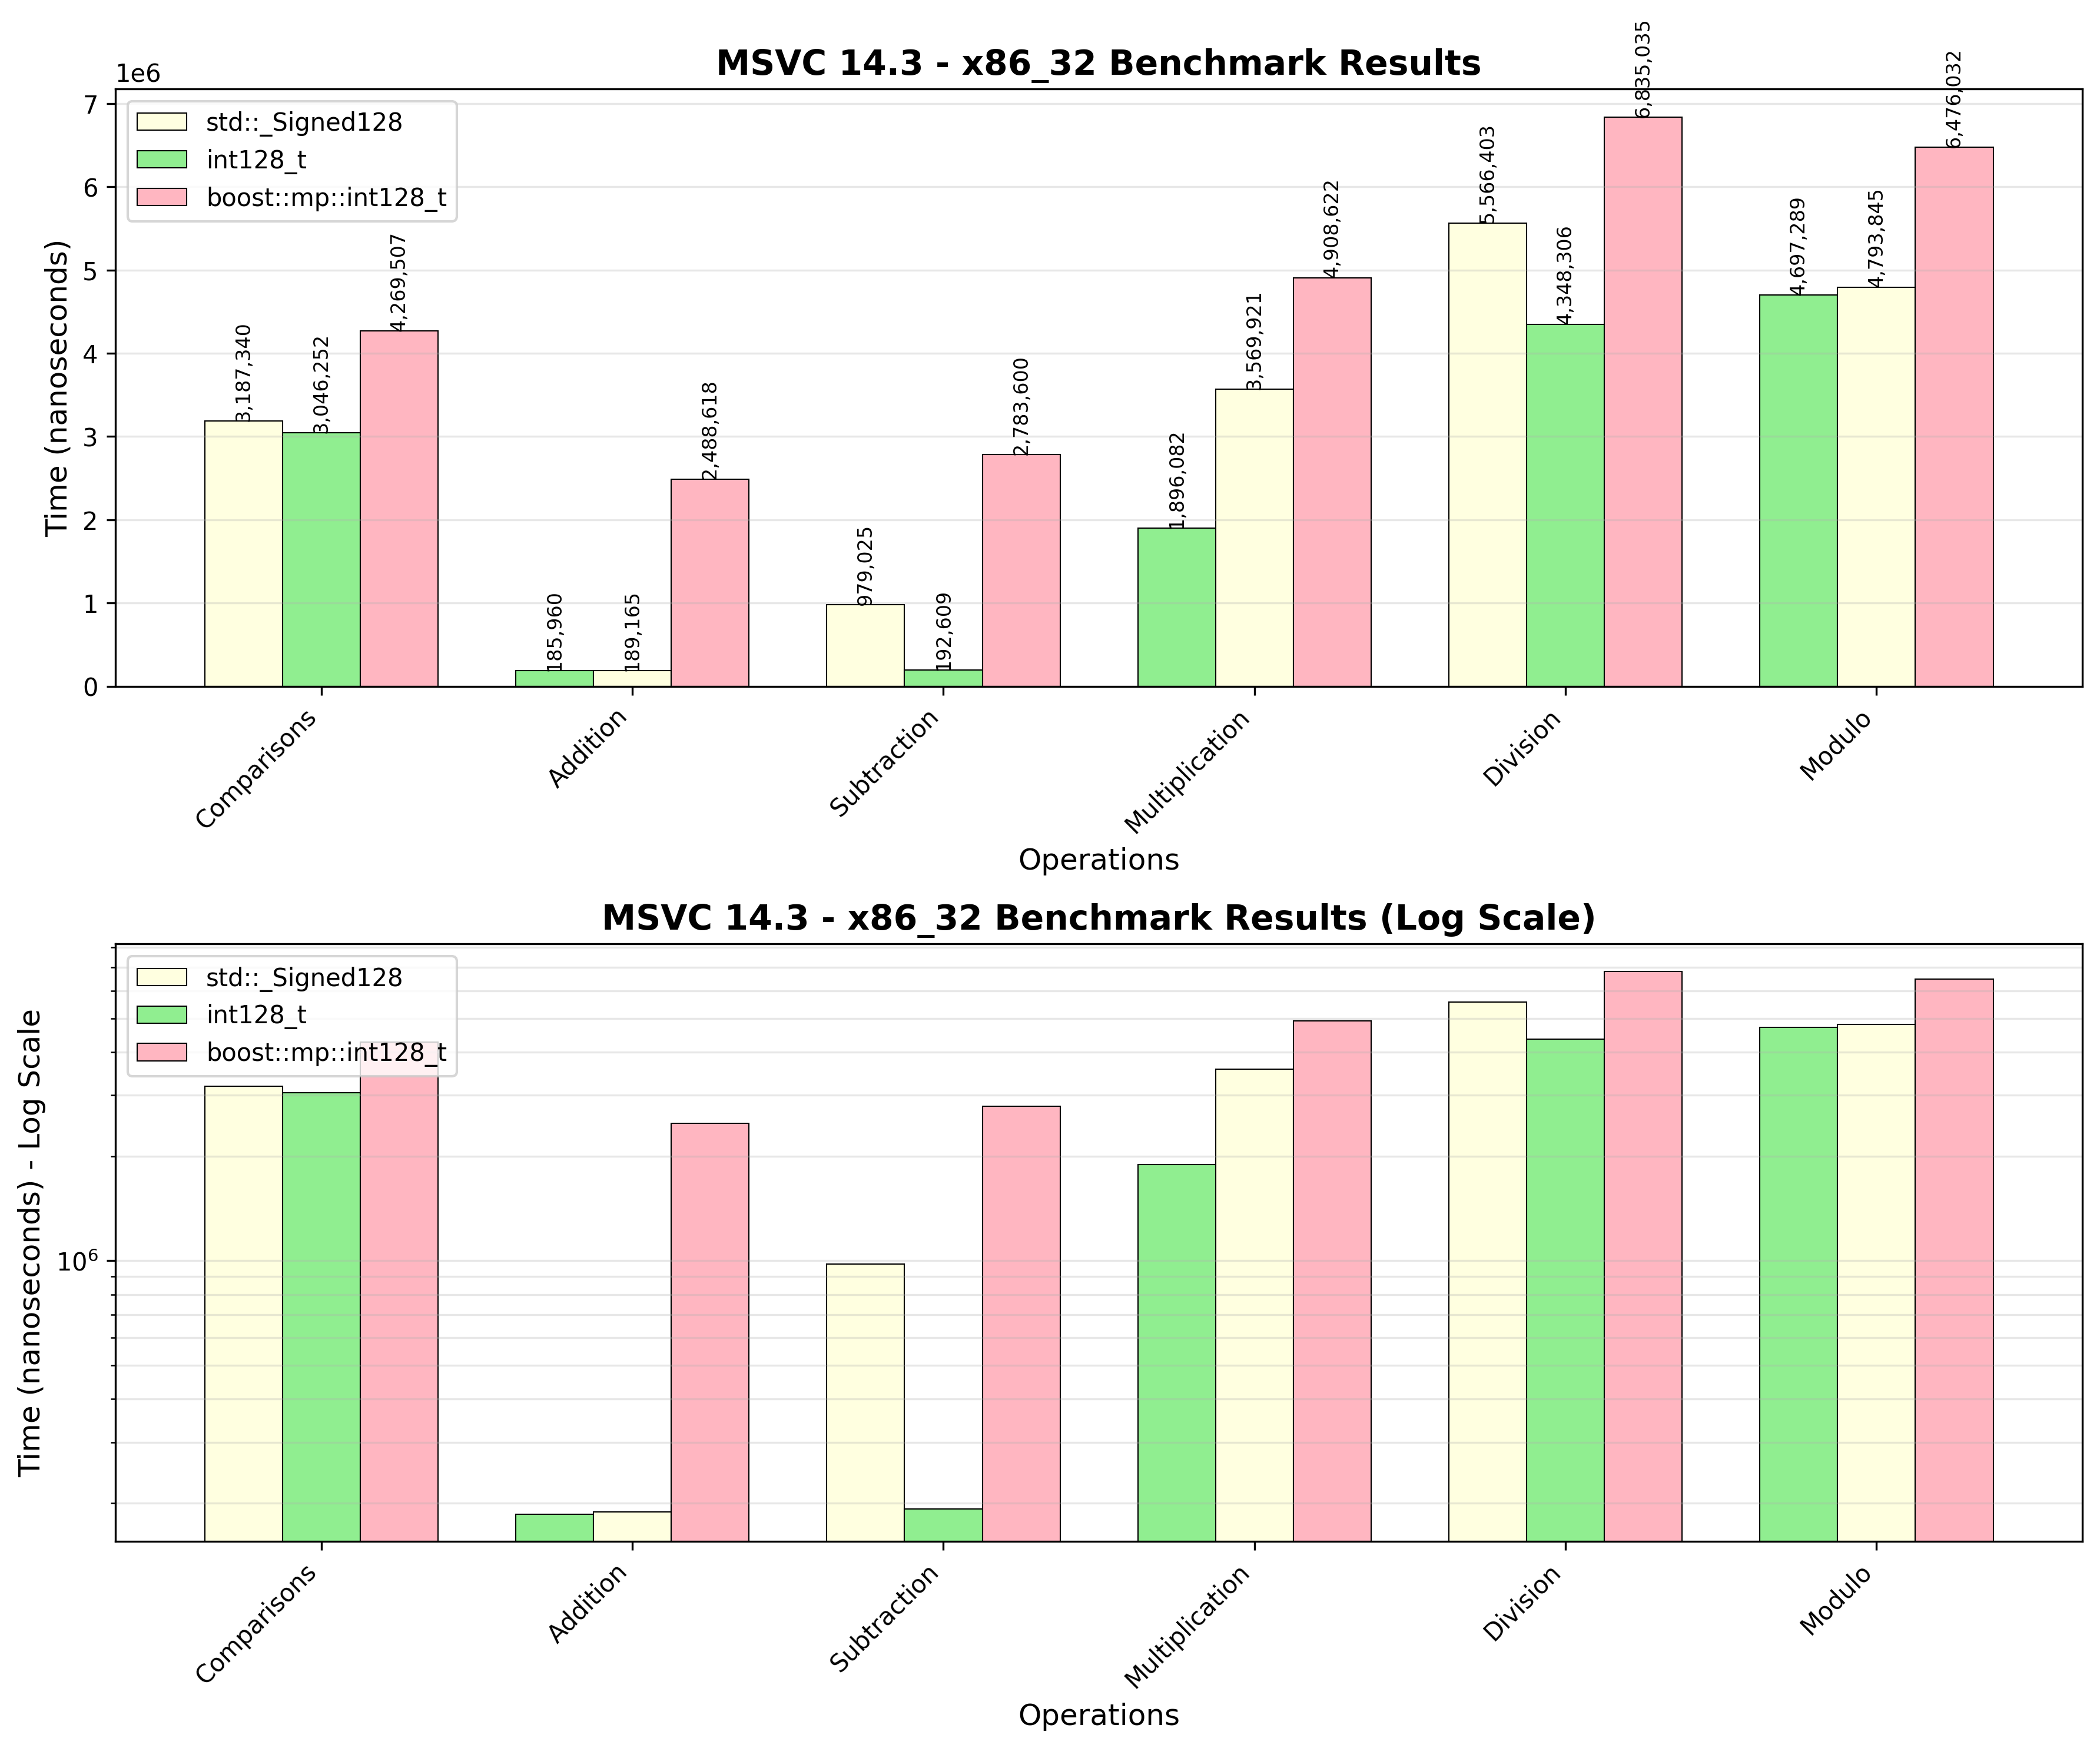 MSVC 14.3 - x86_32 Benchmark Results
1e6
std::_Signed128
int128_t
boost::mp::int128_t
Time (nanoseconds)
7
6
5
4
3
2
1
0
3,187,340
3,046,252
4,269,507
185,960
189,165
2,488,618
979,025
192,609
2,783,600
1,896,082
3,569,921
4,908,622
5,566,403
4,348,306
6,835,035
4,697,289
4,793,845
6,476,032
Comparisons
Addition
Subtraction
Multiplication
Division
Modulo
Operations
MSVC 14.3 - x86_32 Benchmark Results (Log Scale)
std::_Signed128
int128_t
boost::mp::int128_t
Time (nanoseconds) - Log Scale
10⁶
Comparisons
Addition
Subtraction
Multiplication
Division
Modulo
Operations